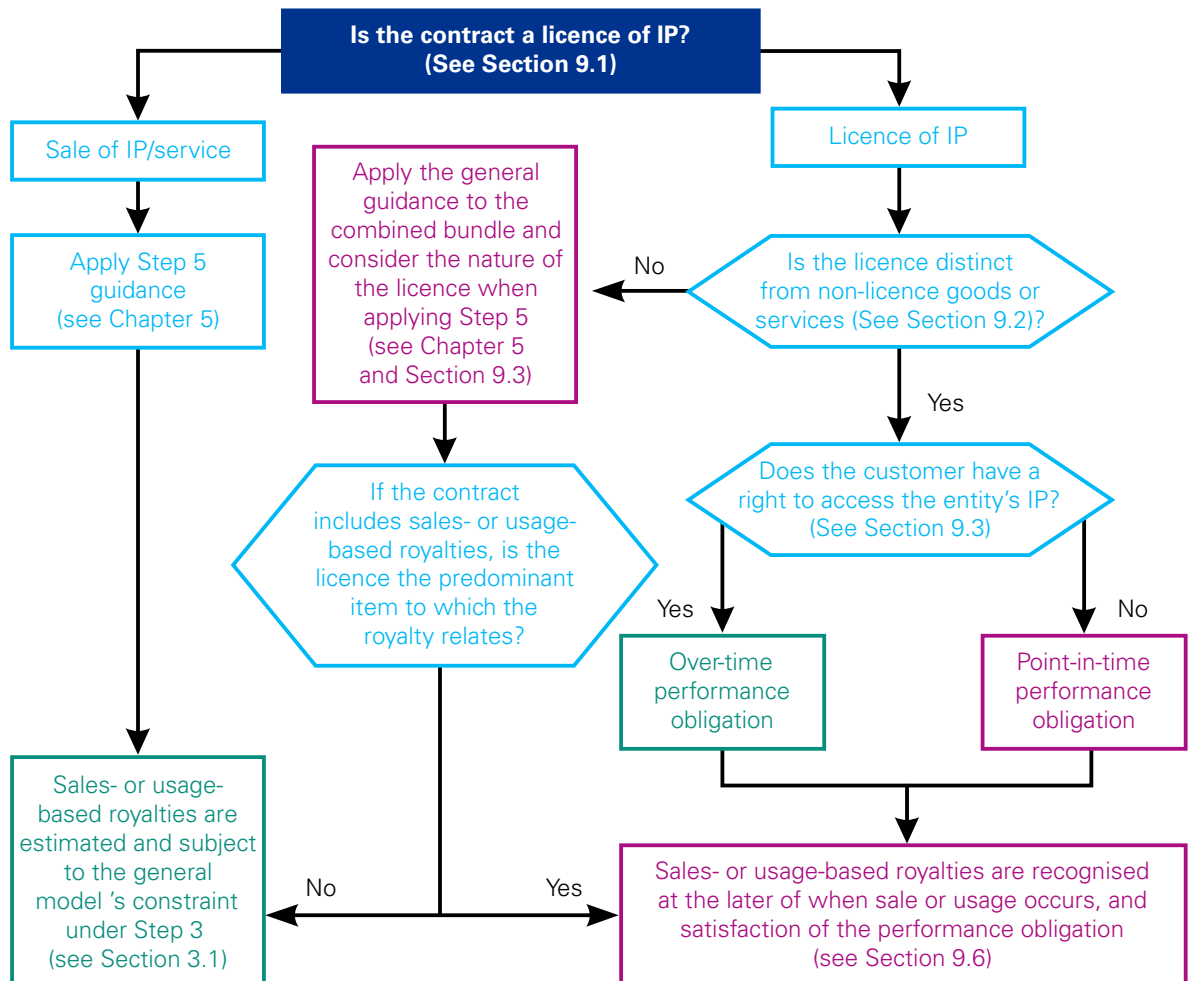 Is the contract a licence of IP?
(See Section 9.1)
Sale of IP/service
Licence of IP
Apply the general
guidance to the
combined bundle and
consider the nature of
the licence when
applying Step 5
(see Chapter 5
and Section 9.3)
Apply Step 5
guidance
(see Chapter 5)
No
Is the licence distinct
from non-licence goods or
services (See Section 9.2)?
Yes
Does the customer have a
right to access the entity's IP?
(See Section 9.3)
If the contract
includes sales- or usage-
based royalties, is the
licence the predominant
item to which the
royalty relates?
Yes
No
Over-time
performance
obligation
Point-in-time
performance
obligation
Sales- or usage-
based royalties are
estimated and subject
to the general
model 's constraint
under Step 3
(see Section 3.1)
No
Yes
Sales- or usage-based royalties are recognised
at the later of when sale or usage occurs, and
satisfaction of the performance obligation
(see Section 9.6)